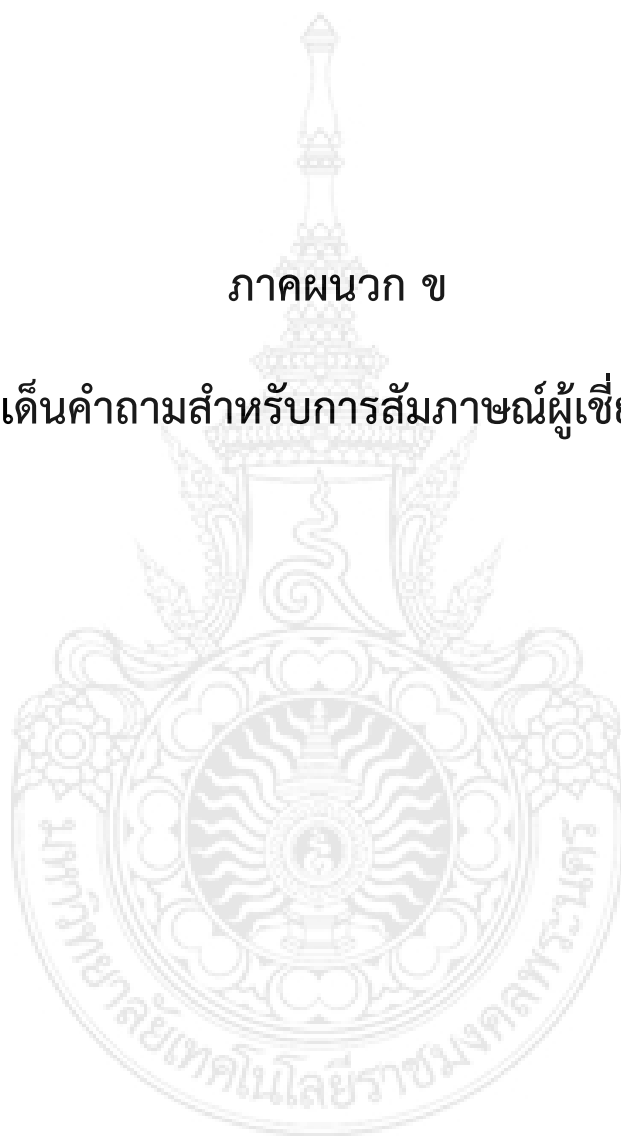 ภาคผนวก ข
เด็นคำถามสำหรับการสัมภาษณ์ผู้เชี่
มหาวิทยาลัยเทคโนโลยีราชมงคลพระนคร